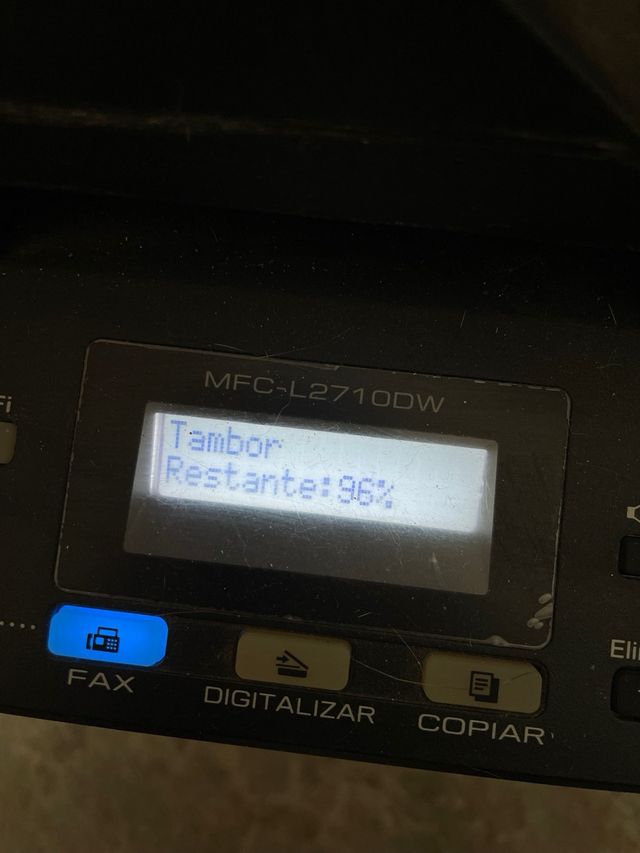 MFC-L2710DW
Tambor
Restante:96%
FAX
DIGITALIZAR
COPIAR